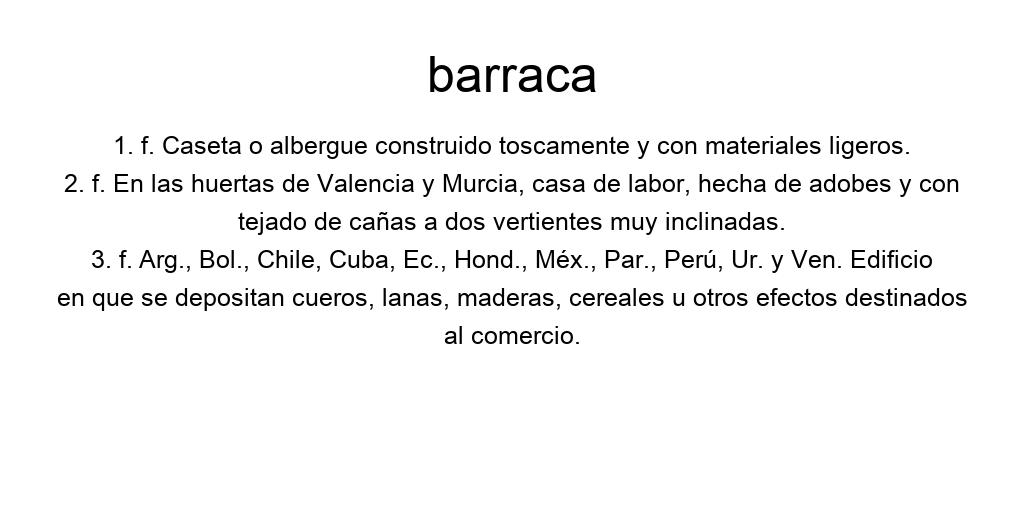 barraca
1. f. Caseta o albergue construido toscamente y con materiales ligeros.
2. f. En las huertas de Valencia y Murcia, casa de labor, hecha de adobes y con
tejado de cañas a dos vertientes muy inclinadas.
3. f. Arg., Bol., Chile, Cuba, Ec., Hond., Méx., Par., Perú, Ur. y Ven. Edificio
en que se depositan cueros, lanas, maderas, cereales u otros efectos destinados
al comercio.